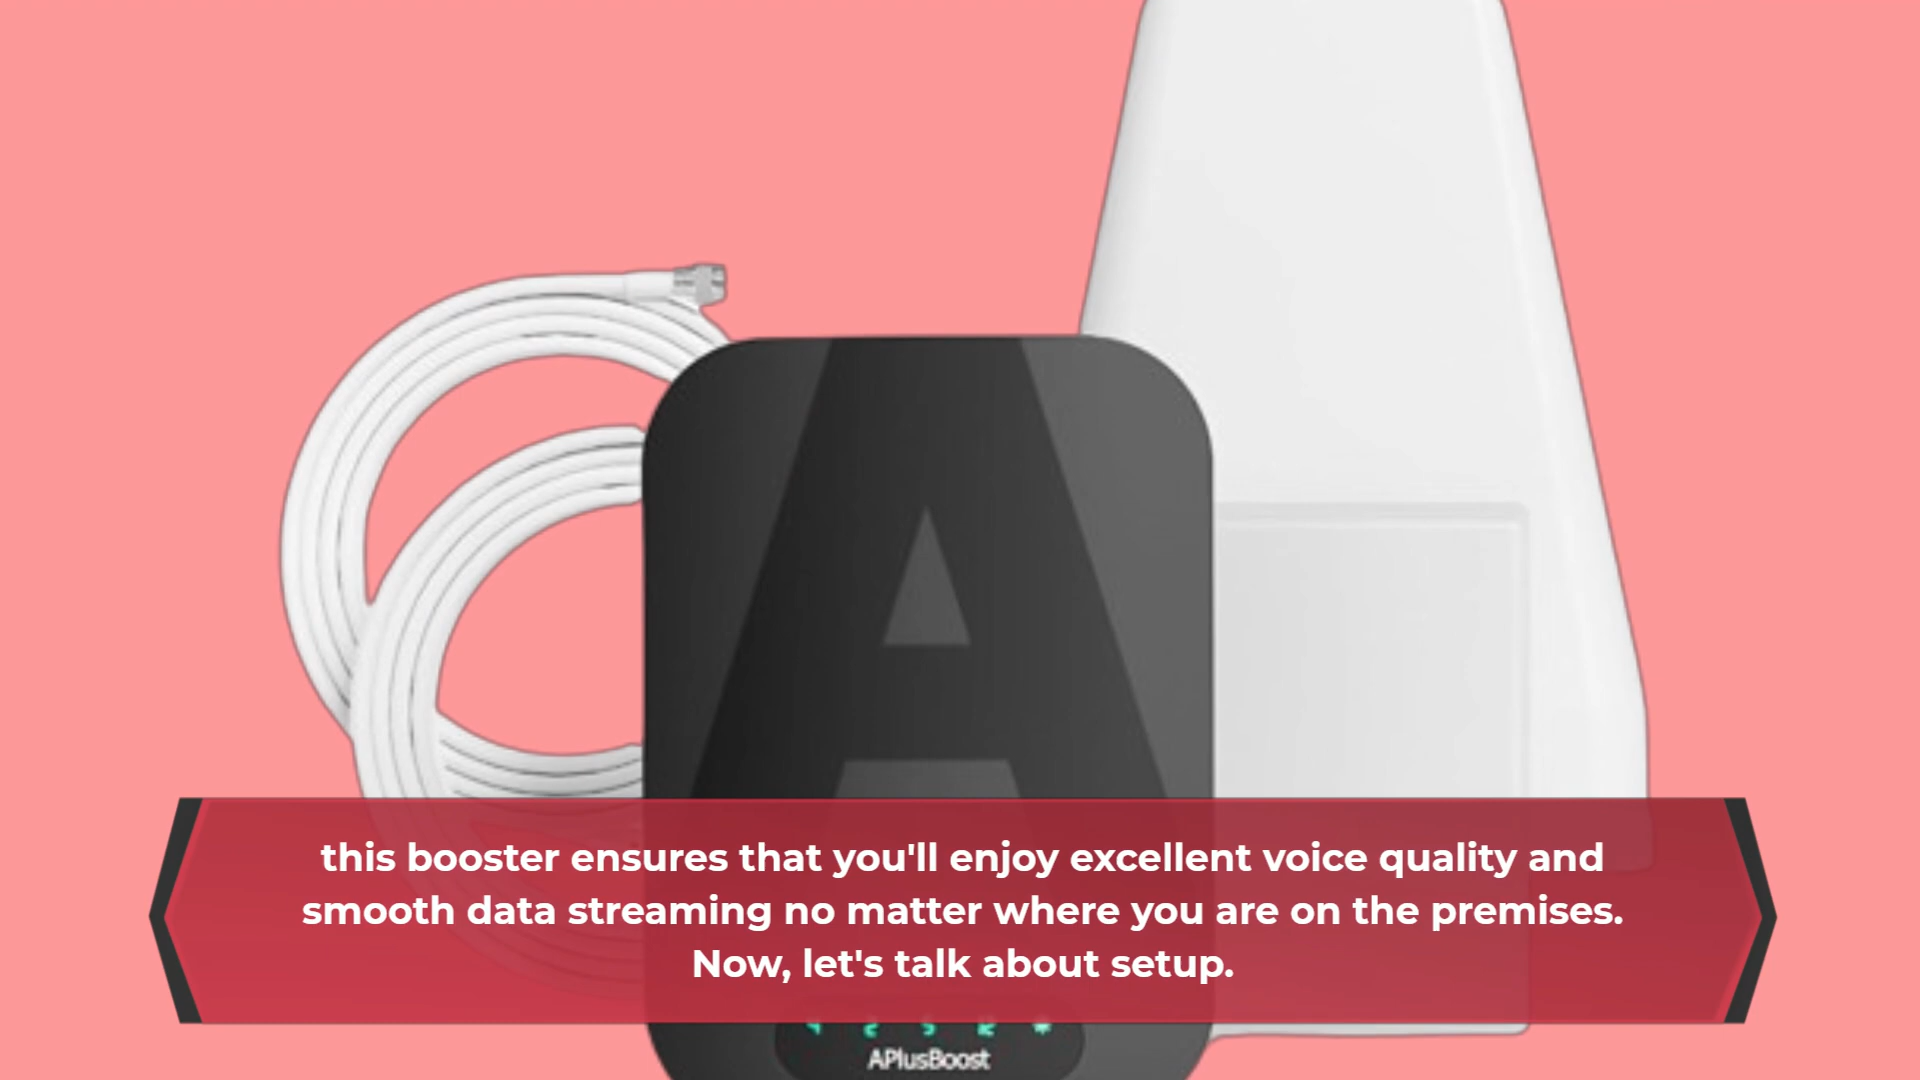 this booster ensures that you'll enjoy excellent voice quality and
smooth data streaming no matter where you are on the premises.
Now, let's talk about setup.
APlusBoost